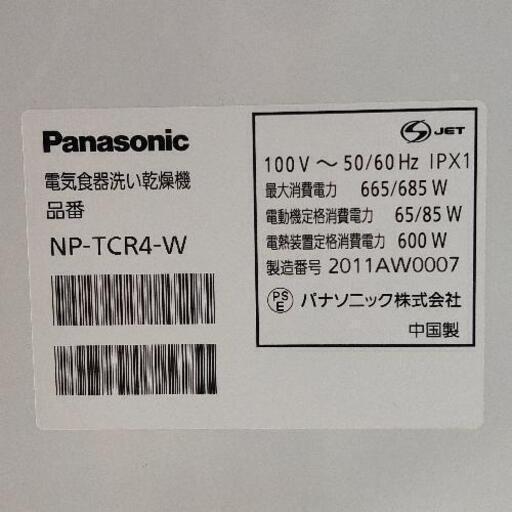 Panasonic
電気食器洗い乾燥機
品番
NP-TCR4-W
S JET
100V ～ 50/60Hz IPX1
最大消費電力 665/685W
電動機定格消費電力 65/85W
電熱装置定格消費電力 600W
製造番号 2011AW0007
PSE パナソニック株式会社
中国製